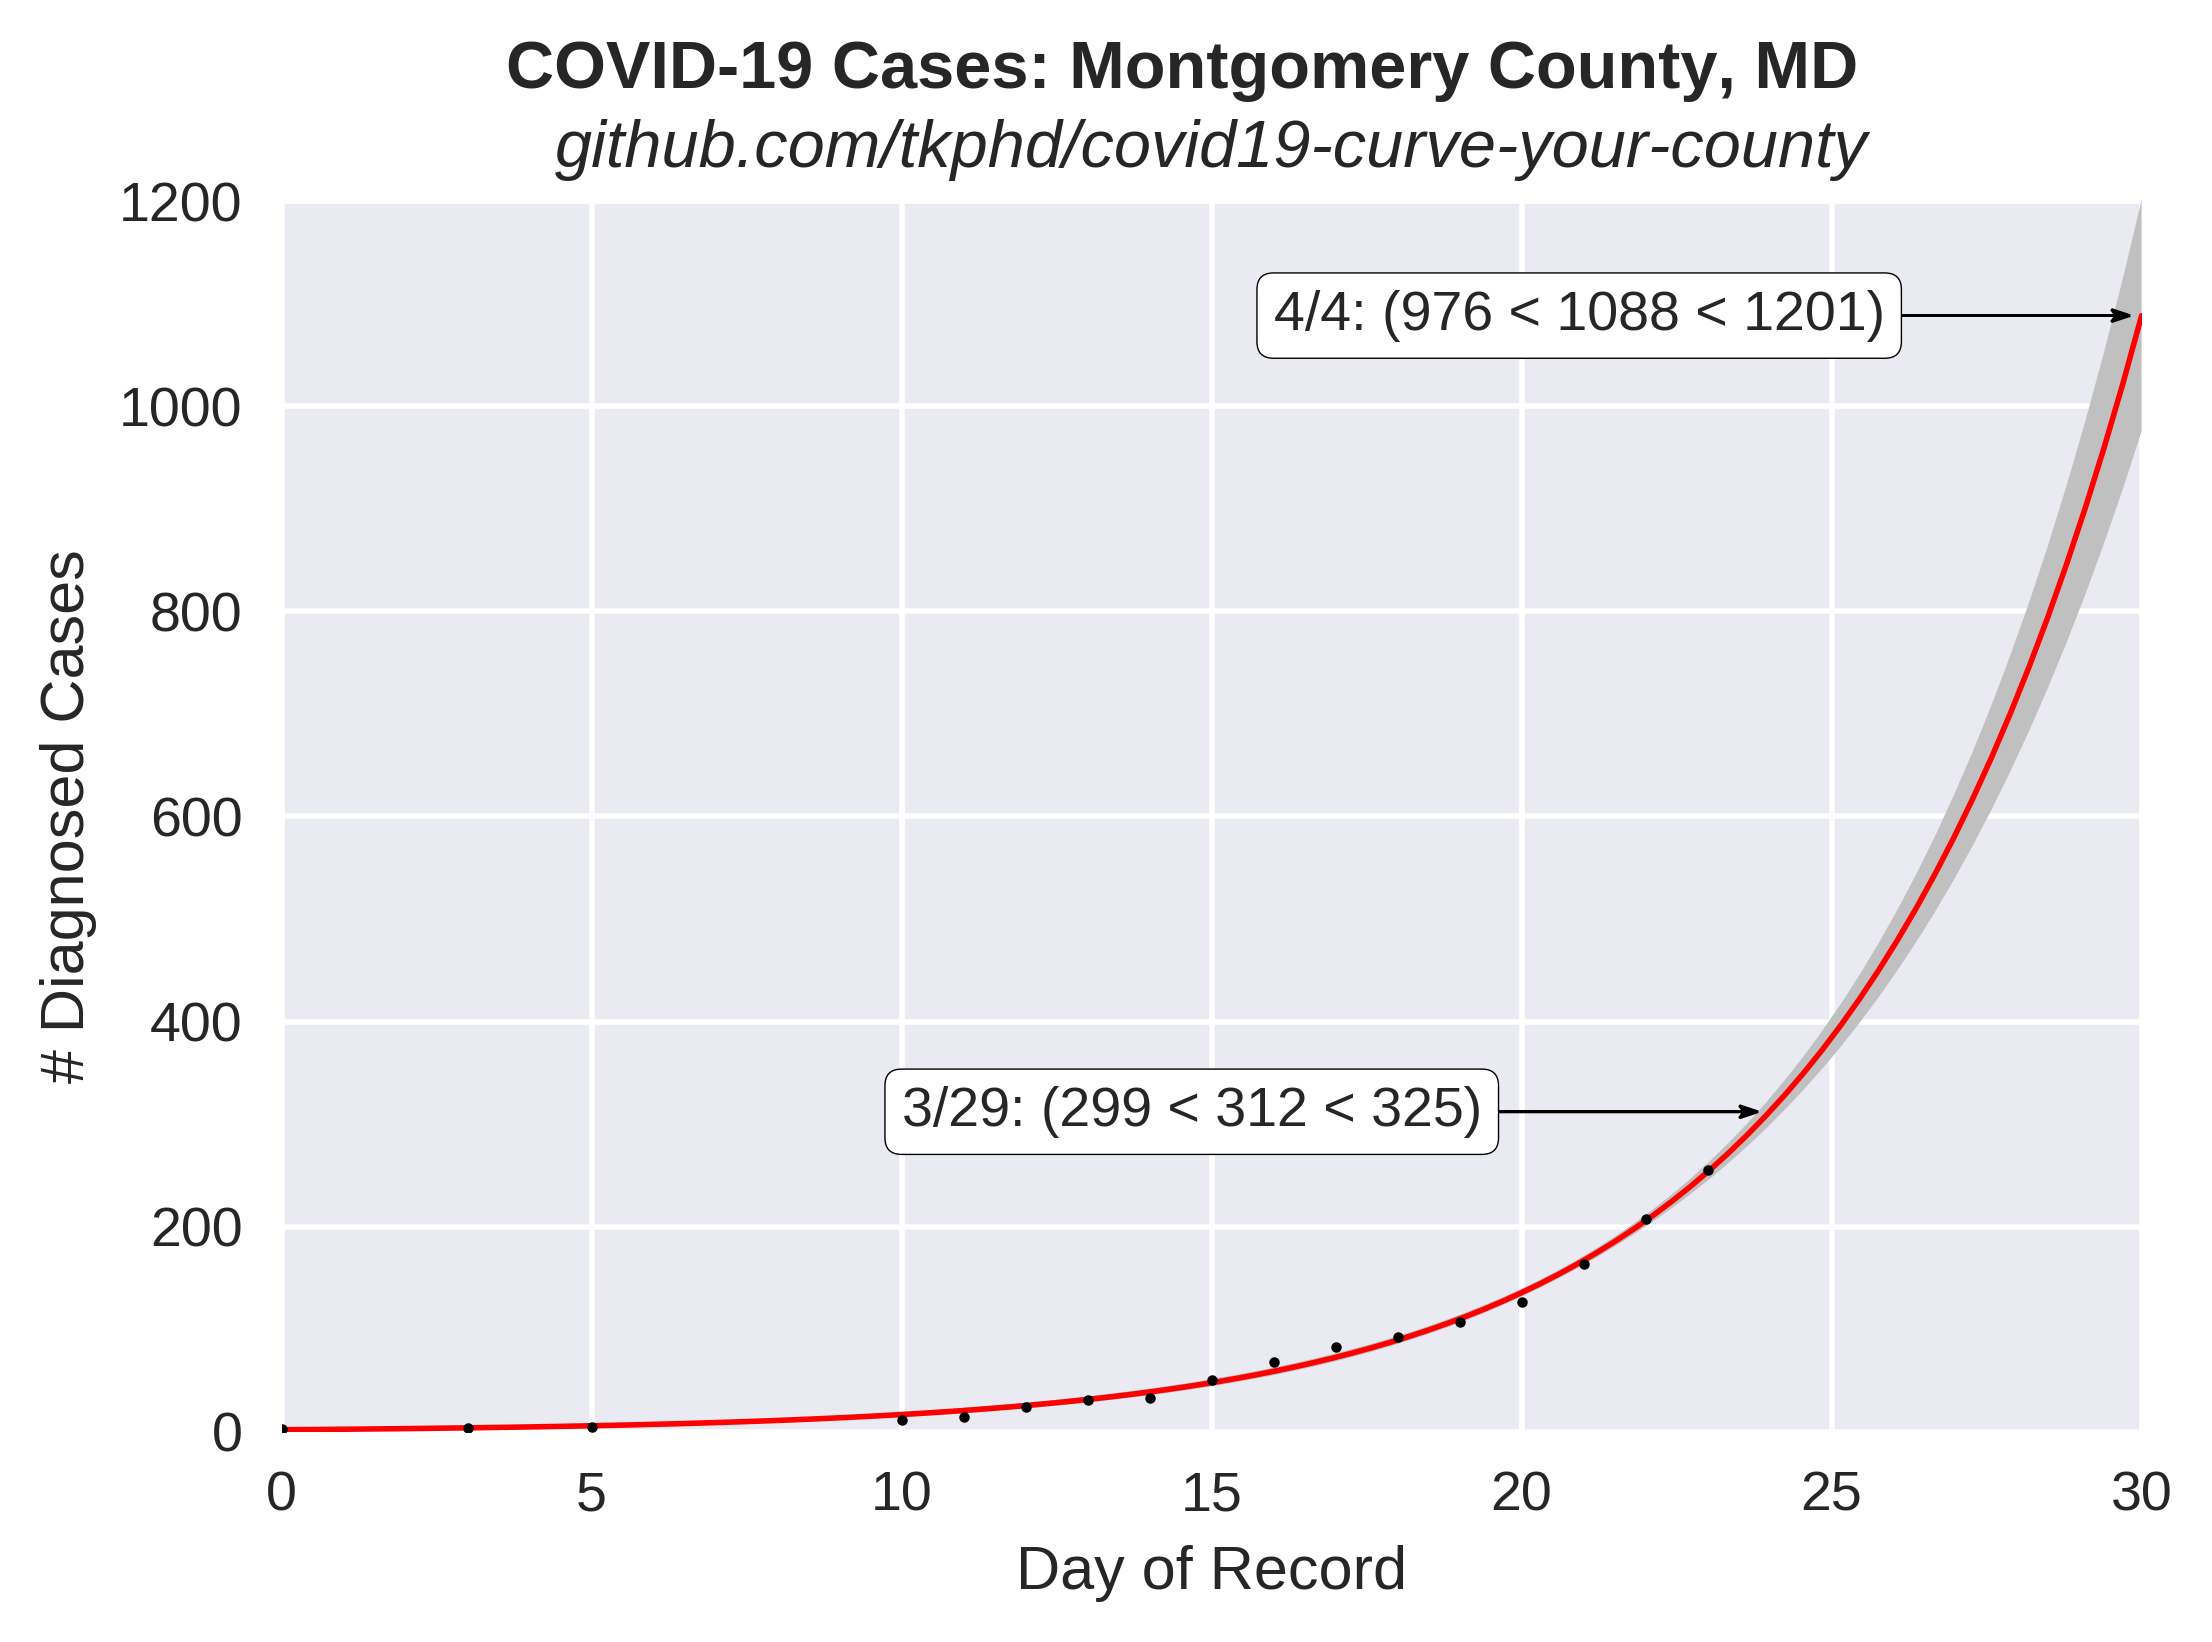 COVID-19 Cases: Montgomery County, MD
github.com/tkphd/covid19-curve-your-county
1200
4/4: (976 < 1088 < 1201)
1000
800
600
400
3/29: (299 < 312 < 325)
200
0
# Diagnosed Cases
0 5 10 15 20 25 30
Day of Record